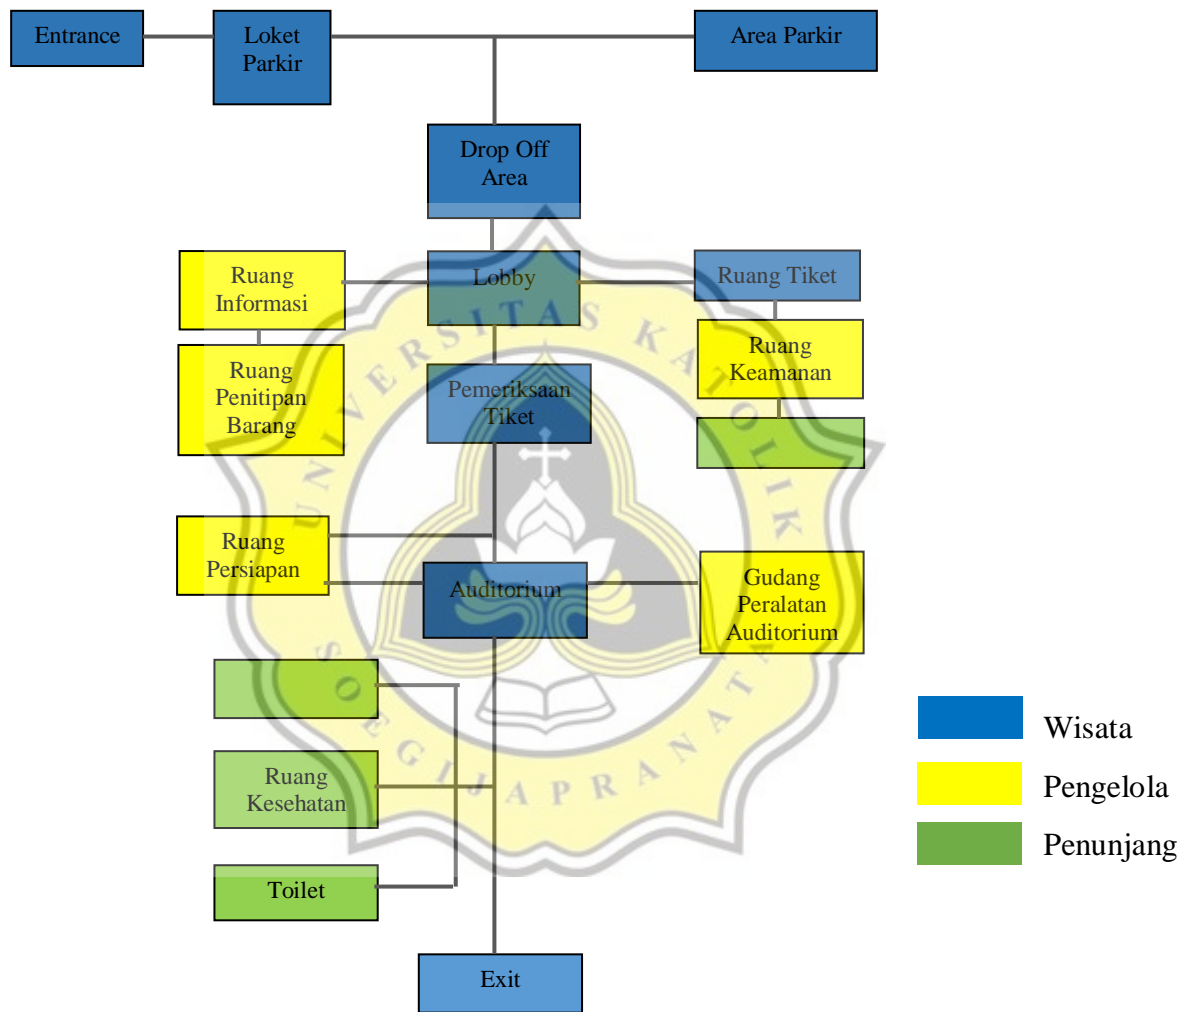 Entrance
Loket
Parkir
Area Parkir
Drop Off
Area
Ruang
Informasi
Lobby
Ruang Tiket
Ruang
Penitipan
Barang
Pemeriksaan
Tiket
Ruang
Keamanan
Ruang
Persiapan
Auditorium
Gudang
Peralatan
Auditorium
Ruang
Kesehatan
Toilet
Exit
Wisata
Pengelola
Penunjang
UNIVERSITAS KATOLIK
SOEGIJAPRANATA